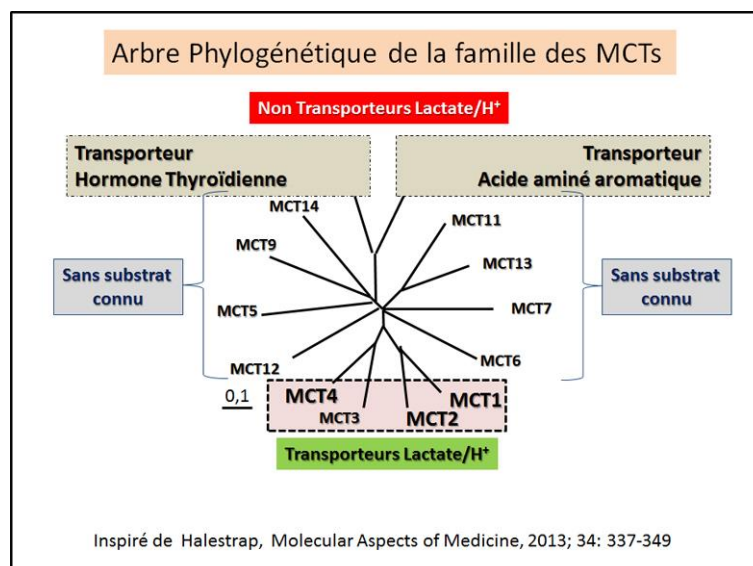 Arbre Phylogénétique de la famille des MCTs
Non Transporteurs Lactate/H⁺
Transporteur
Hormone Thyroïdienne
Transporteur
Acide aminé aromatique
MCT14
MCT11
MCT9
MCT13
Sans substrat
connu
Sans substrat
connu
MCT5
MCT7
MCT12
MCT6
0,1
MCT4
MCT3
MCT2
MCT1
Transporteurs Lactate/H⁺
Inspiré de Halestrap, Molecular Aspects of Medicine, 2013; 34: 337-349